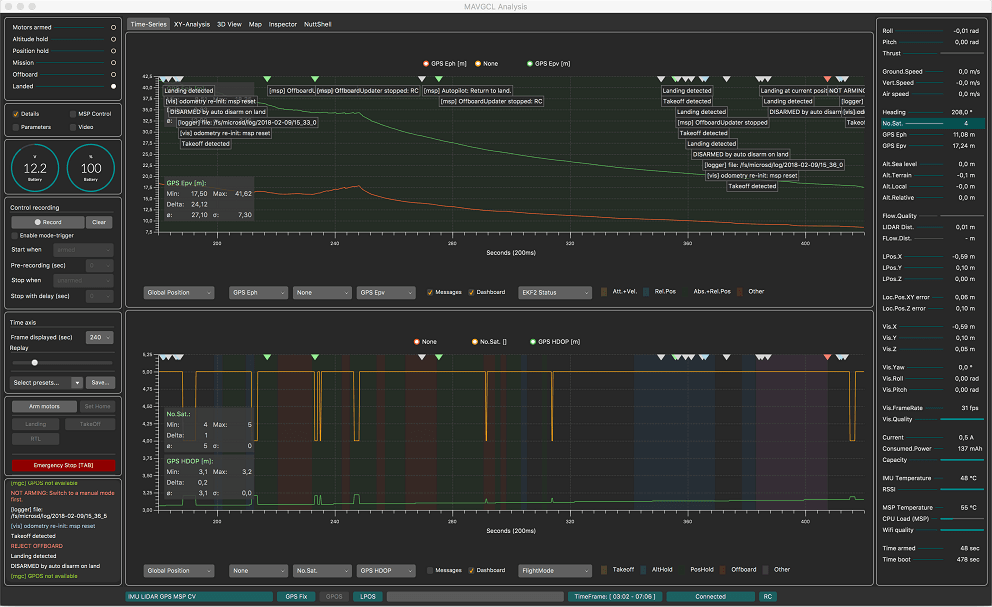 MAVGCL Analysis
Motors armed
Altitude hold
Position hold
Mission
Offboard
Landed
Details
MSP Control
Parameters
Video
V
12.2
Battery
%
100
Battery
Control recording
Record
Clear
Enable mode-trigger
Start when
armed
Pre-recording (sec)
0
Stop when
unarmed
Stop with delay (sec)
0
Time axis
Frame displayed (sec)
240
Replay
Select presets...
Save...
Arm motors
Set Home
Landing
TakeOff
RTL
Emergency Stop [TAB]
[mgc] GPOS not available
NOT ARMING: Switch to a manual mode
first.
[logger] file:
/fs/microsd/log/2018-02-09/15_36_5
[vis] odometry re-init: msp reset
Takeoff detected
REJECT OFFBOARD
Landing detected
DISARMED by auto disarm on land
[mgc] GPOS not available
Time-Series
XY-Analysis
3D View
Map
Inspector
NuttShell
GPS Eph [m]
None
GPS Epv [m]
42,5
40,0
37,5
35,0
32,5
30,0
27,5
25,0
22,5
20,0
17,5
15,0
12,5
10,0
7,5
Landing detected
[vis] odometry re-init: msp reset
DISARMED by auto disarm on land
[logger] file: /fs/microsd/log/2018-02-09/15_33_0
[vis] odometry re-init: msp reset
Takeoff detected
[msp] Offboard
[msp] OffboardUpdater stopped: RC
[msp] Autopilot: Return to land.
[msp] OffboardUpdater stopped: RC
Landing detected
Takeoff detected
Landing detected
[msp] OffboardUpdater stopped
Takeoff detected
Landing detected
DISARMED by auto disarm on land
[logger] file: /fs/microsd/log/2018-02-09/15_36_0
[vis] odometry re-init: msp reset
Takeoff detected
Landing at current posit
NOT ARMING
Landing detected
[logger]
DISARMED by auto disarm
[vis] od
Takeo
GPS Epv [m]:
Min: 17,50 Max: 41,62
Delta: 24,12
ø: 27,10 σ: 7,30
200
240
280
320
360
400
Seconds (200ms)
Global Position
GPS Eph
None
GPS Epv
Messages
Dashboard
EKF2 Status
Att.+Vel.
Rel.Pos
Abs.+Rel.Pos
Other
None
No.Sat. []
GPS HDOP [m]
5,25
5,00
4,75
4,50
4,25
4,00
3,75
3,50
3,25
3,00
No.Sat.:
Min: 4 Max: 5
Delta: 1
ø: 5 σ: 0
GPS HDOP [m]:
Min: 3,1 Max: 3,2
Delta: 0,2
ø: 3,1 σ: 0,0
200
240
280
320
360
400
Seconds (200ms)
Global Position
None
No.Sat.
GPS HDOP
Messages
Dashboard
FlightMode
Takeoff
AltHold
PosHold
Offboard
Other
Roll -0,01 rad
Pitch 0,00 rad
Thrust
Ground.Speed 0,0 m/s
Vert.Speed 0,0 m/s
Air speed 0,0 m/s
Heading 208,0 °
No.Sat. 4
GPS Eph 11,08 m
GPS Epv 17,24 m
Alt.Sea level 0,0 m
Alt.Terrain -0,1 m
Alt.Local -0,0 m
Alt.Relative 0,0 m
Flow.Quality
LIDAR Dist. 0,01 m
FLow.Dist. - m
LPos.X -0,59 m
LPos.Y 0,10 m
LPos.Z 0,00 m
Loc.Pos.XY error 0,06 m
Loc.Pos.Z error 0,10 m
Vis.X -0,59 m
Vis.Y 0,10 m
Vis.Z 0,05 m
Vis.Yaw 0,0 °
Vis.Roll 0,00 rad
Vis.Pitch 0,00 rad
Vis.FrameRate 31 fps
Vis.Quality
Current 0,5 A
Consumed.Power 137 mAh
Capacity
IMU Temperature 48 °C
RSSI
MSP Temperature 55 °C
CPU Load (MSP)
Wifi quality
Time armed 48 sec
Time boot 478 sec
IMU LIDAR GPS MSP CV
GPS Fix
GPOS
LPOS
TimeFrame: [ 03:02 - 07:06 ]
Connected
RC